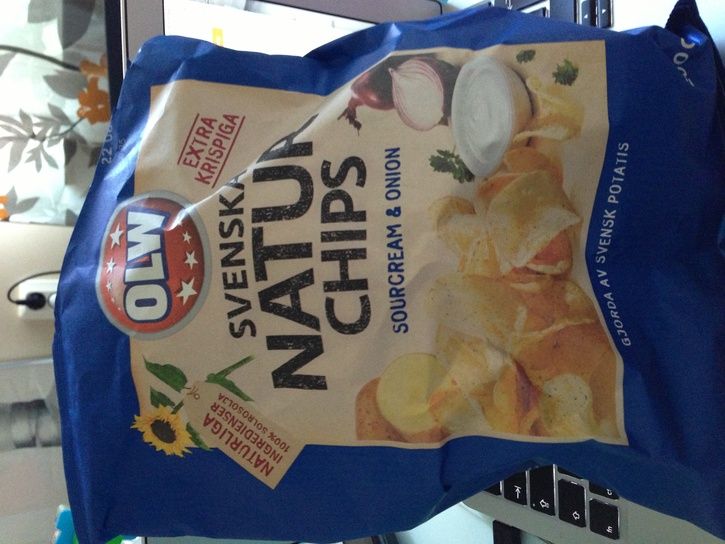 OLW
EXTRA
KRISPIGA
SVENSKA
NATUR
CHIPS
SOURCREAM & ONION
NATURLIGA
INGREDIENSER
100% SOLROSOLJA
GJORDA AV SVENSK POTATIS